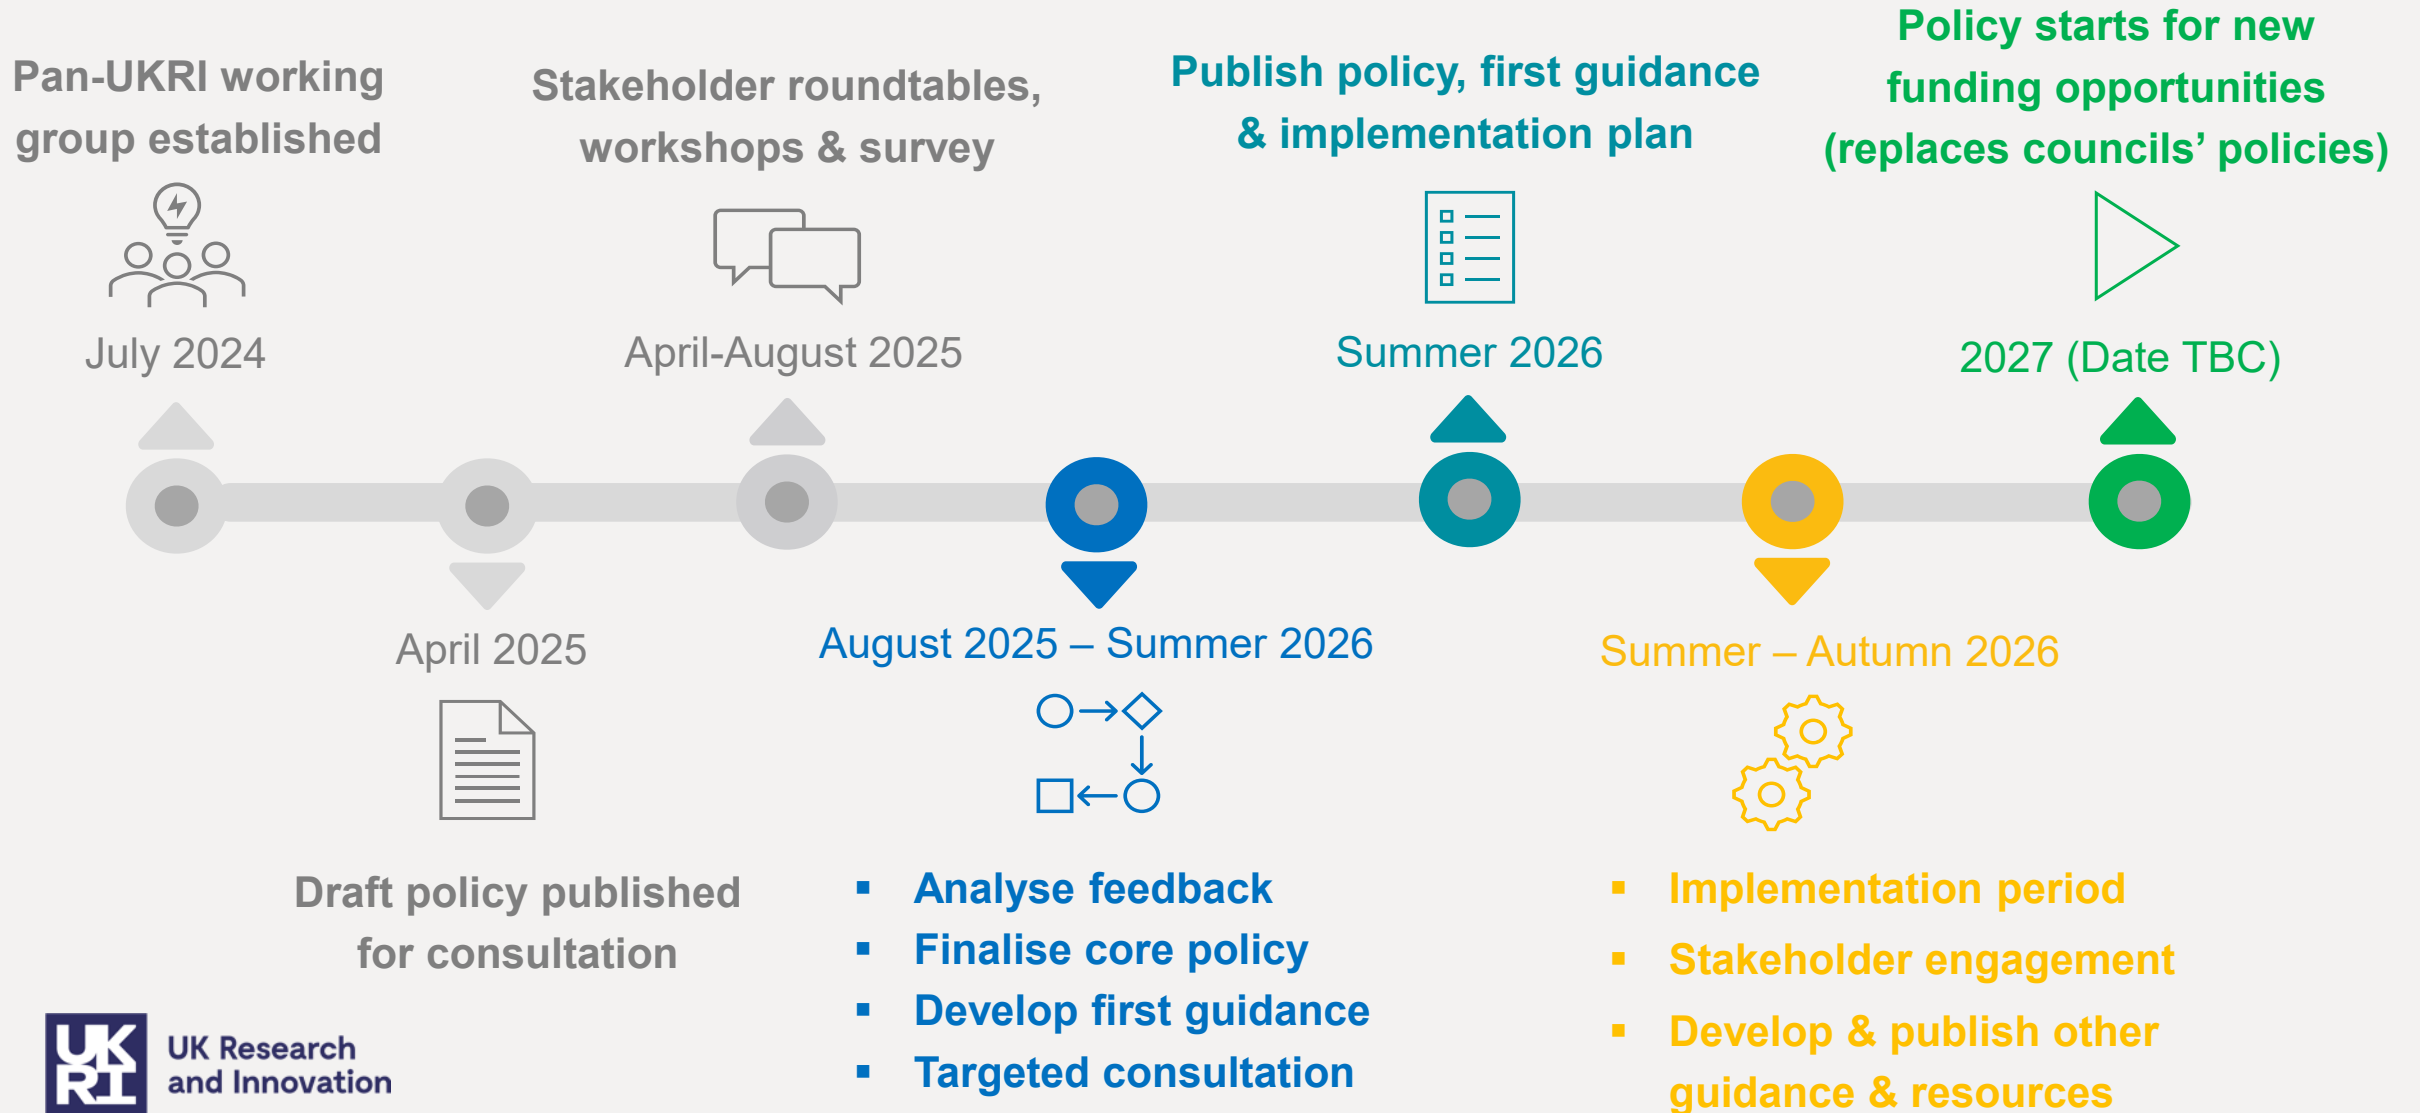 Pan-UKRI working
group established
July 2024
Stakeholder roundtables,
workshops & survey
April-August 2025
Publish policy, first guidance
& implementation plan
Summer 2026
Policy starts for new
funding opportunities
(replaces councils’ policies)
2027 (Date TBC)
April 2025
Draft policy published
for consultation
August 2025 – Summer 2026
▪ Analyse feedback
▪ Finalise core policy
▪ Develop first guidance
▪ Targeted consultation
Summer – Autumn 2026
▪ Implementation period
▪ Stakeholder engagement
▪ Develop & publish other
guidance & resources
UK
RI
UK Research
and Innovation